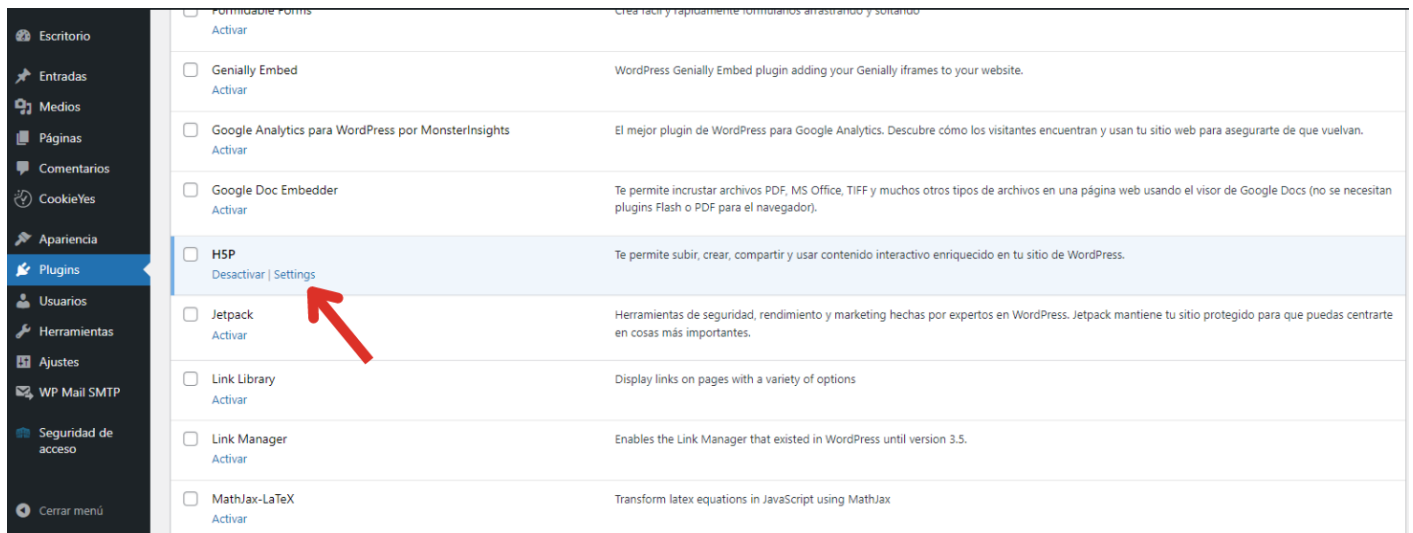 Escritorio
Entradas
Medios
Páginas
Comentarios
CookieYes
Apariencia
Plugins
Usuarios
Herramientas
Ajustes
WP Mail SMTP
Seguridad de
acceso
Cerrar menú
Formidable Forms
Crea fácil y rápidamente formularios arrastrando y soltando
Activar
Genially Embed
WordPress Genially Embed plugin adding your Genially iframes to your website.
Activar
Google Analytics para WordPress por MonsterInsights
El mejor plugin de WordPress para Google Analytics. Descubre cómo los visitantes encuentran y usan tu sitio web para asegurarte de que vuelvan.
Activar
Google Doc Embedder
Te permite incrustar archivos PDF, MS Office, TIFF y muchos otros tipos de archivos en una página web usando el visor de Google Docs (no se necesitan
plugins Flash o PDF para el navegador).
Activar
H5P
Te permite subir, crear, compartir y usar contenido interactivo enriquecido en tu sitio de WordPress.
Desactivar | Settings
Jetpack
Herramientas de seguridad, rendimiento y marketing hechas por expertos en WordPress. Jetpack mantiene tu sitio protegido para que puedas centrarte
en cosas más importantes.
Activar
Link Library
Display links on pages with a variety of options
Activar
Link Manager
Enables the Link Manager that existed in WordPress until version 3.5.
Activar
MathJax-LaTeX
Transform latex equations in JavaScript using MathJax
Activar